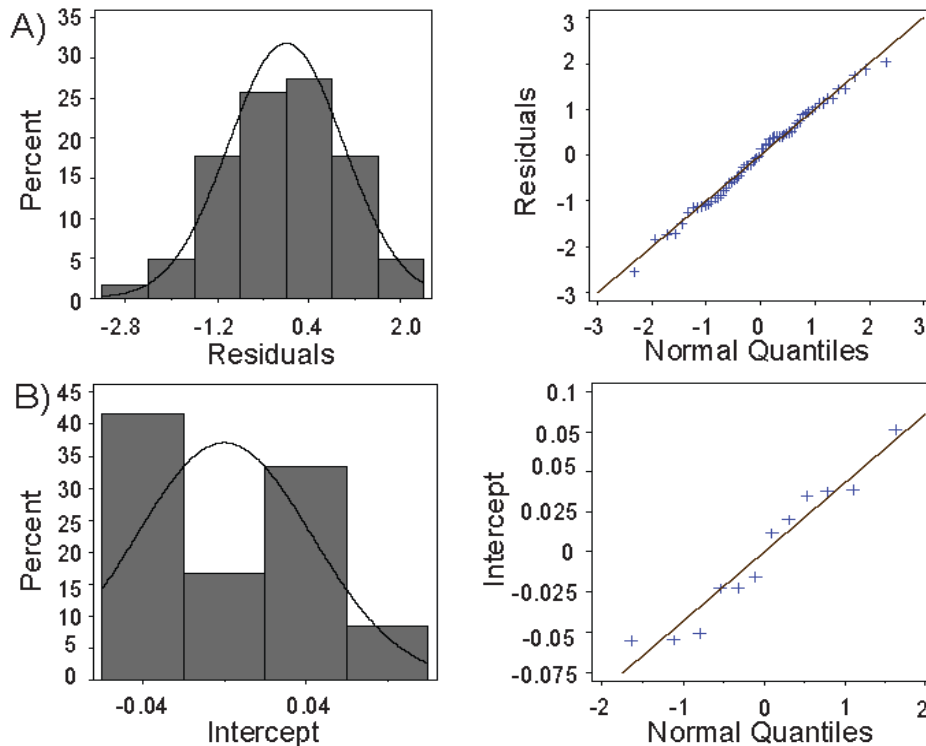 A)
35
30
25
20
15
10
5
0
Percent
-2.8 -1.2 0.4 2.0
Residuals
3
2
1
0
-1
-2
-3
Residuals
-3 -2 -1 0 1 2 3
Normal Quantiles
B)
40
45
35
30
25
20
15
10
5
0
Percent
-0.04 0.04
Intercept
0.1
0.05
0.05
0.025
0
-0.025
-0.05
-0.075
Intercept
-2 -1 0 1 2
Normal Quantiles